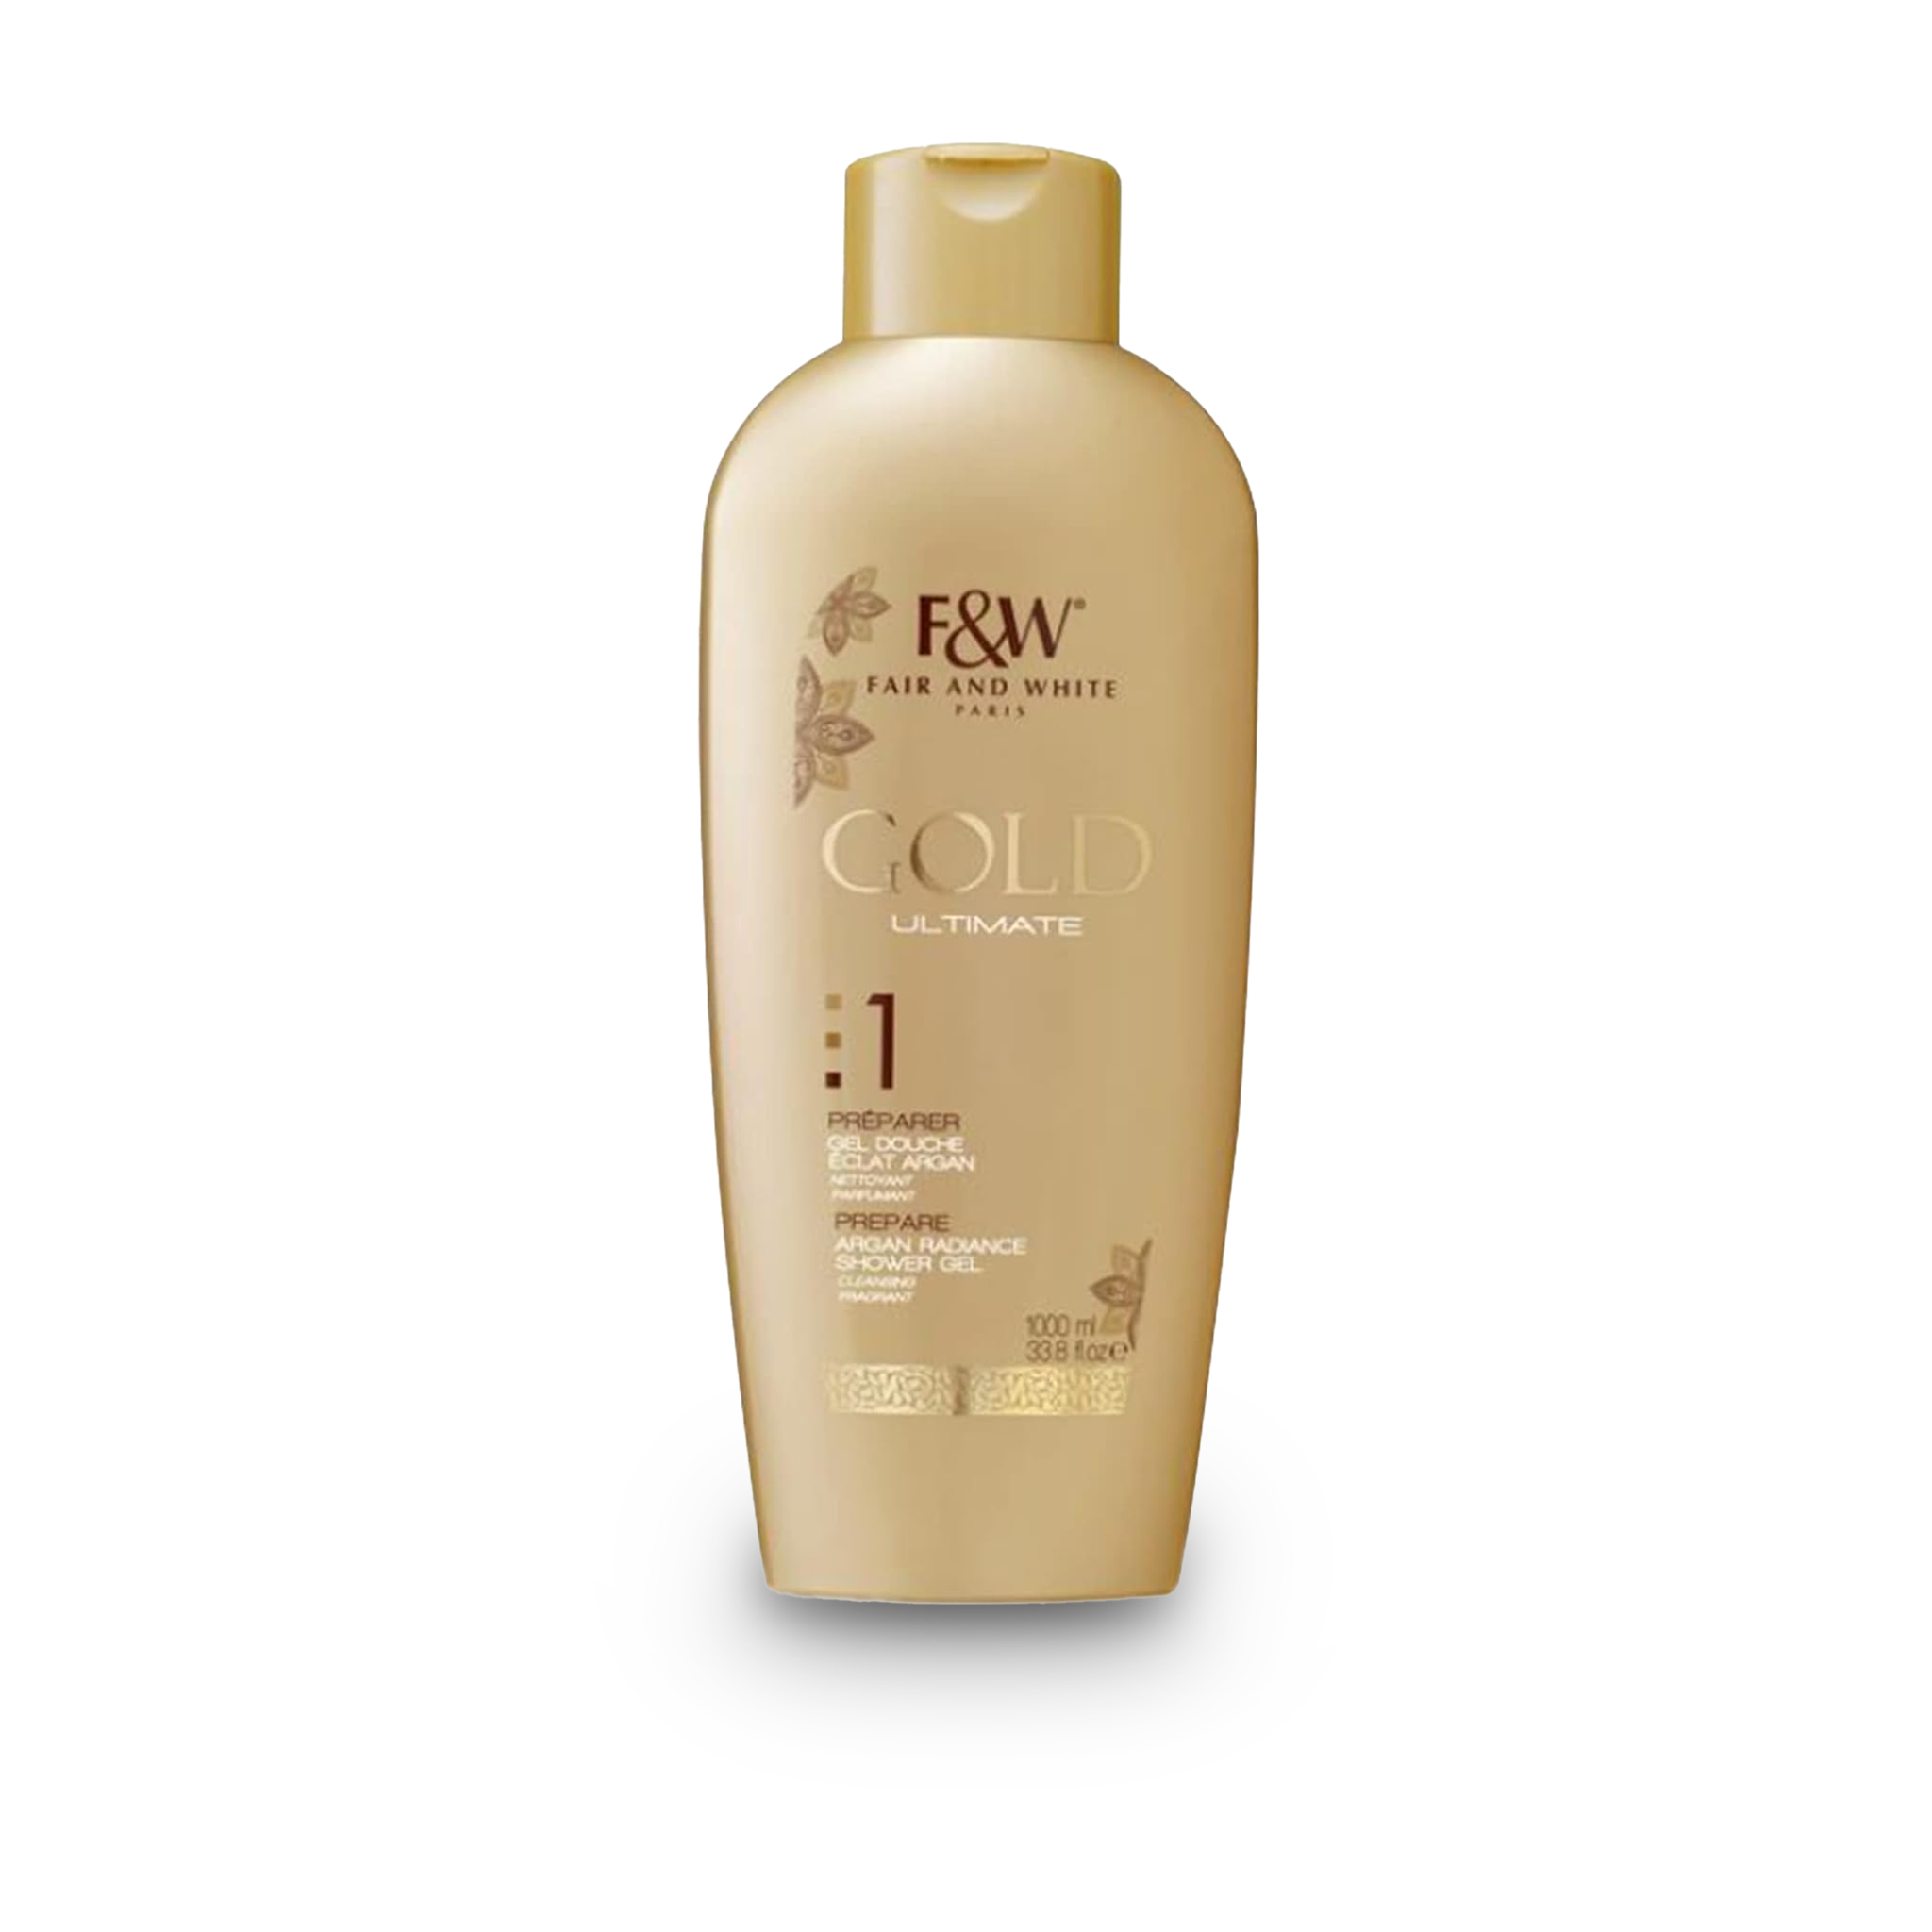 F&W®
FAIR AND WHITE
PARIS
GOLD
ULTIMATE
1
PRÉPARER
GEL DOUCHE
ÉCLAT ARGAN
NETTOYANT
PARFUMANT
PREPARE
ARGAN RADIANCE
SHOWER GEL
CLEANSING
FRAGRANT
1000 ml
33.8 fl.oz℮